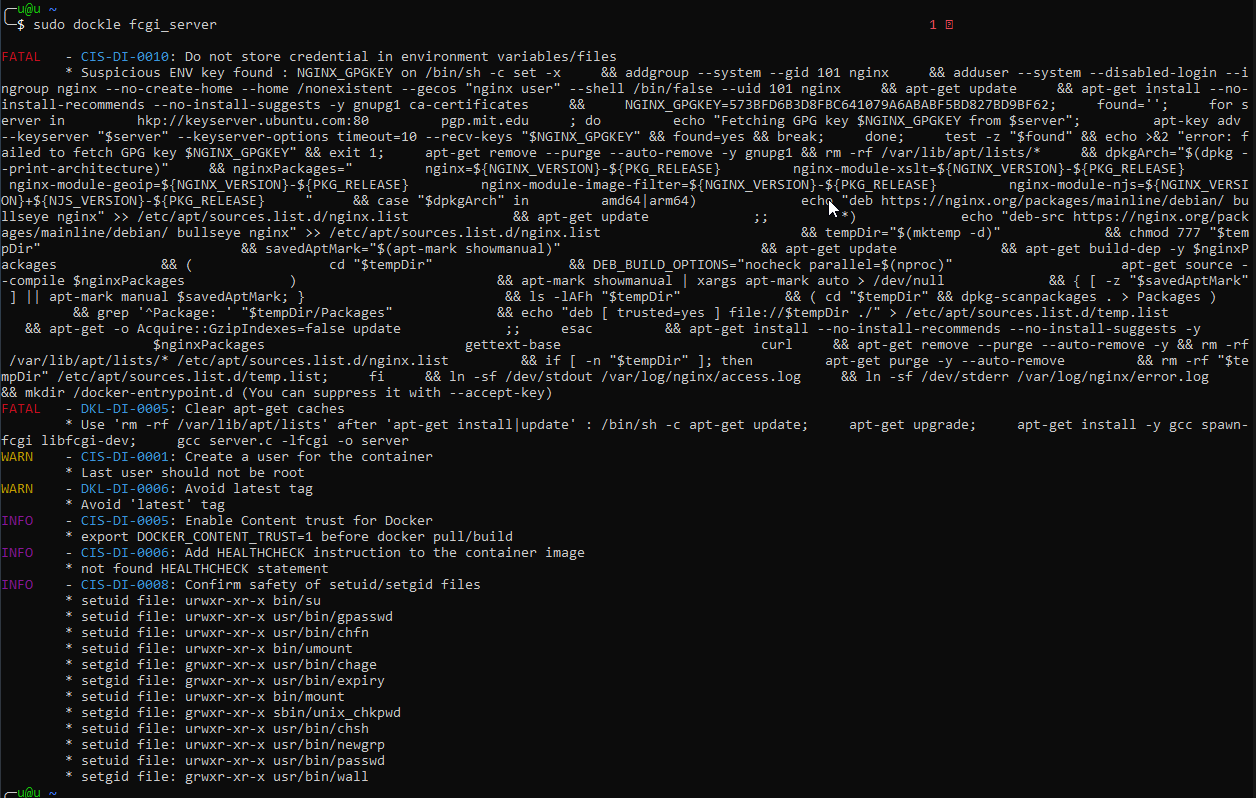 u@u ~
$ sudo dockle fcgi_server 1
FATAL - CIS-DI-0010: Do not store credential in environment variables/files
* Suspicious ENV key found : NGINX_GPGKEY on /bin/sh -c set -x && addgroup --system --gid 101 nginx && adduser --system --disabled-login --i
ngroup nginx --no-create-home --home /nonexistent --gecos "nginx user" --shell /bin/false --uid 101 nginx && apt-get update && apt-get install --no-
install-recommends --no-install-suggests -y gnupg1 ca-certificates && NGINX_GPGKEY=573BFD6B3D8FBC641079A6ABABF5BD827BD9BF62; found=''; for s
erver in hkp://keyserver.ubuntu.com:80 pgp.mit.edu ; do echo "Fetching GPG key $NGINX_GPGKEY from $server"; apt-key adv
--keyserver "$server" --keyserver-options timeout=10 --recv-keys "$NGINX_GPGKEY" && found=yes && break; done; test -z "$found" && echo >&2 "error: f
ailed to fetch GPG key $NGINX_GPGKEY" && exit 1; apt-get remove --purge --auto-remove -y gnupg1 && rm -rf /var/lib/apt/lists/* && dpkgArch="$(dpkg -
-print-architecture)" && nginxPackages=" nginx=${NGINX_VERSION}-${PKG_RELEASE} nginx-module-xslt=${NGINX_VERSION}-${PKG_RELEASE}
nginx-module-geoip=${NGINX_VERSION}-${PKG_RELEASE} nginx-module-image-filter=${NGINX_VERSION}-${PKG_RELEASE} nginx-module-njs=${NGINX_VERSI
ON}+${NJS_VERSION}-${PKG_RELEASE} " && case "$dpkgArch" in amd64|arm64) echo "deb https://nginx.org/packages/mainline/debian/ bu
llseye nginx" >> /etc/apt/sources.list.d/nginx.list && apt-get update ;; *) echo "deb-src https://nginx.org/pack
ages/mainline/debian/ bullseye nginx" >> /etc/apt/sources.list.d/nginx.list && tempDir="$(mktemp -d)" && chmod 777 "$tem
pDir" && savedAptMark="$(apt-mark showmanual)" && apt-get update && apt-get build-dep -y $nginxP
ackages && ( cd "$tempDir" && DEB_BUILD_OPTIONS="nocheck parallel=$(nproc)" apt-get source -
-compile $nginxPackages ) && apt-mark showmanual | xargs apt-mark auto > /dev/null && { [ -z "$savedAptMark"
] || apt-mark manual $savedAptMark; } && ls -lAFh "$tempDir" && ( cd "$tempDir" && dpkg-scanpackages . > Packages )
&& grep '^Package: ' "$tempDir/Packages" && echo "deb [ trusted=yes ] file://$tempDir ./" > /etc/apt/sources.list.d/temp.list
&& apt-get -o Acquire::GzipIndexes=false update ;; esac && apt-get install --no-install-recommends --no-install-suggests -y
$nginxPackages gettext-base curl && apt-get remove --purge --auto-remove -y && rm -rf
/var/lib/apt/lists/* /etc/apt/sources.list.d/nginx.list && if [ -n "$tempDir" ]; then apt-get purge -y --auto-remove && rm -rf "$te
mpDir" /etc/apt/sources.list.d/temp.list; fi && ln -sf /dev/stdout /var/log/nginx/access.log && ln -sf /dev/stderr /var/log/nginx/error.log
&& mkdir /docker-entrypoint.d (You can suppress it with --accept-key)
FATAL - DKL-DI-0005: Clear apt-get caches
* Use 'rm -rf /var/lib/apt/lists' after 'apt-get install|update' : /bin/sh -c apt-get update; apt-get upgrade; apt-get install -y gcc spawn-
fcgi libfcgi-dev; gcc server.c -lfcgi -o server
WARN - CIS-DI-0001: Create a user for the container
* Last user should not be root
WARN - DKL-DI-0006: Avoid latest tag
* Avoid 'latest' tag
INFO - CIS-DI-0005: Enable Content trust for Docker
* export DOCKER_CONTENT_TRUST=1 before docker pull/build
INFO - CIS-DI-0006: Add HEALTHCHECK instruction to the container image
* not found HEALTHCHECK statement
INFO - CIS-DI-0008: Confirm safety of setuid/setgid files
* setuid file: urwxr-xr-x bin/su
* setuid file: urwxr-xr-x usr/bin/gpasswd
* setuid file: urwxr-xr-x usr/bin/chfn
* setuid file: urwxr-xr-x bin/umount
* setgid file: grwxr-xr-x usr/bin/chage
* setgid file: grwxr-xr-x usr/bin/expiry
* setuid file: urwxr-xr-x bin/mount
* setgid file: grwxr-xr-x sbin/unix_chkpwd
* setuid file: urwxr-xr-x usr/bin/chsh
* setuid file: urwxr-xr-x usr/bin/newgrp
* setuid file: urwxr-xr-x usr/bin/passwd
* setgid file: grwxr-xr-x usr/bin/wall
u@u ~